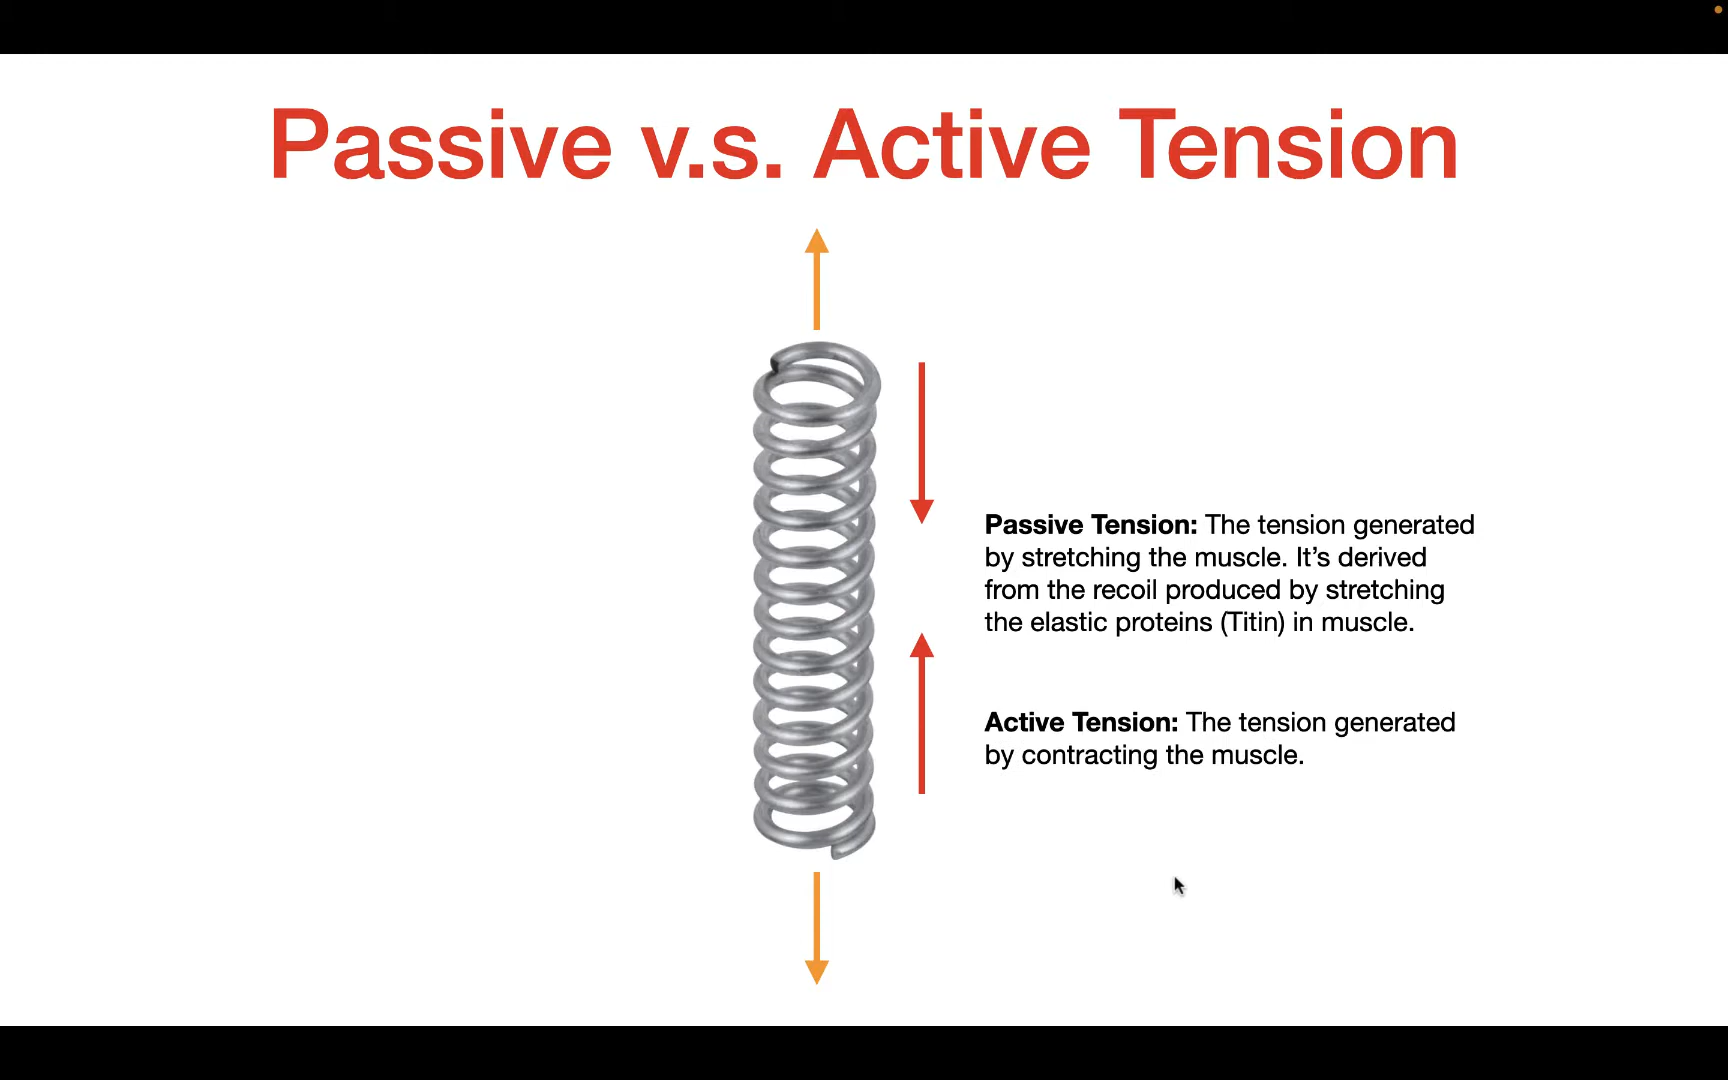 Passive v.s. Active Tension
Passive Tension: The tension generated
by stretching the muscle. It’s derived
from the recoil produced by stretching
the elastic proteins (Titin) in muscle.
Active Tension: The tension generated
by contracting the muscle.